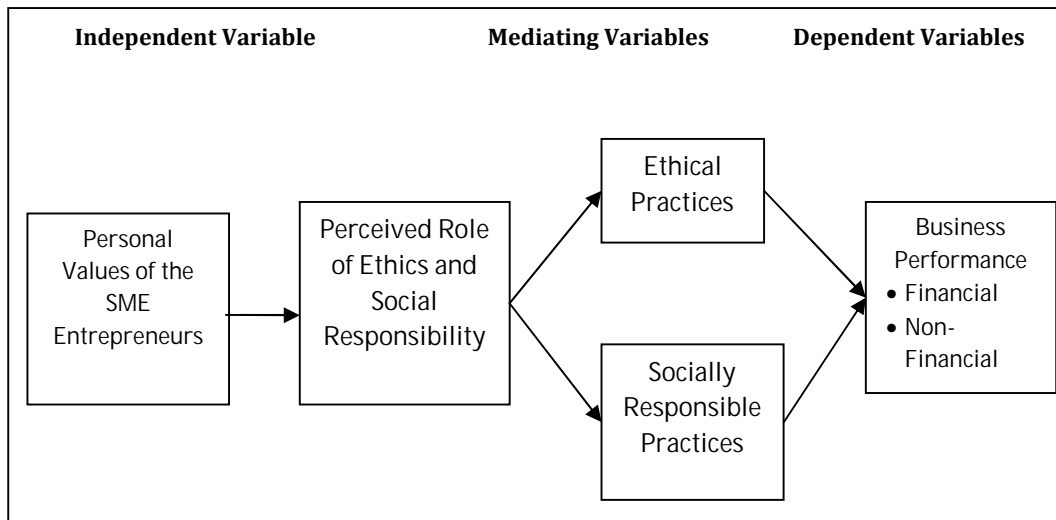 Independent Variable
Mediating Variables
Dependent Variables
Personal
Values of the
SME
Entrepreneurs
Perceived Role
of Ethics and
Social
Responsibility
Ethical
Practices
Socially
Responsible
Practices
Business
Performance
• Financial
• Non-
Financial